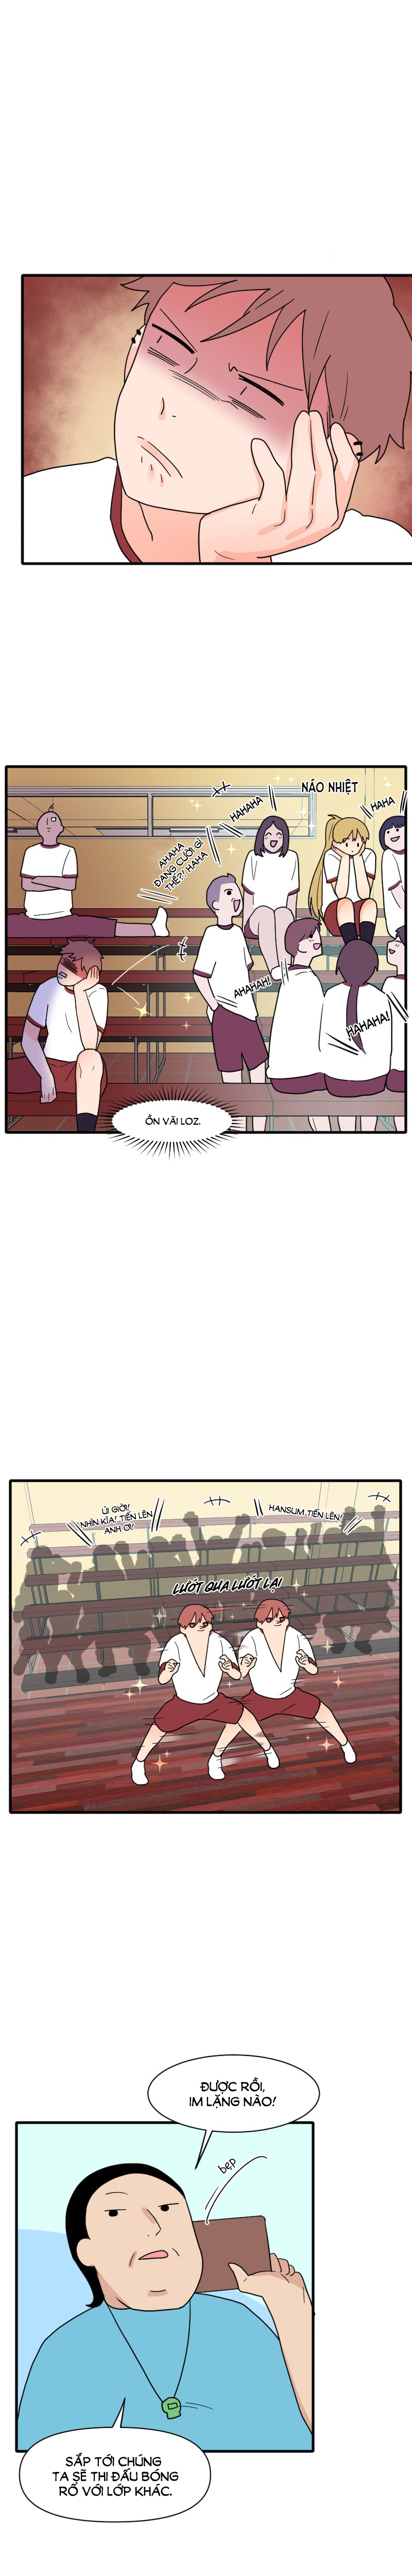 NÁO NHIỆT
HAHA
HAHAHA
AHAHA
ĐANG CƯỜI GÌ
THẾ?! HAHA
AHAHAH!
HAHAHA!
ỒN VÃI LOZ.
ÚI GIỜI!
NHÌN KÌA! TIẾN LÊN
ANH ƠI!
HANSUM TIẾN LÊN!
LƯỚT QUA LƯỚT LẠI
ĐƯỢC RỒI,
IM LẶNG NÀO!
bẹp
SẮP TỚI CHÚNG
TA SẼ THI ĐẤU BÓNG
RỔ VỚI LỚP KHÁC.